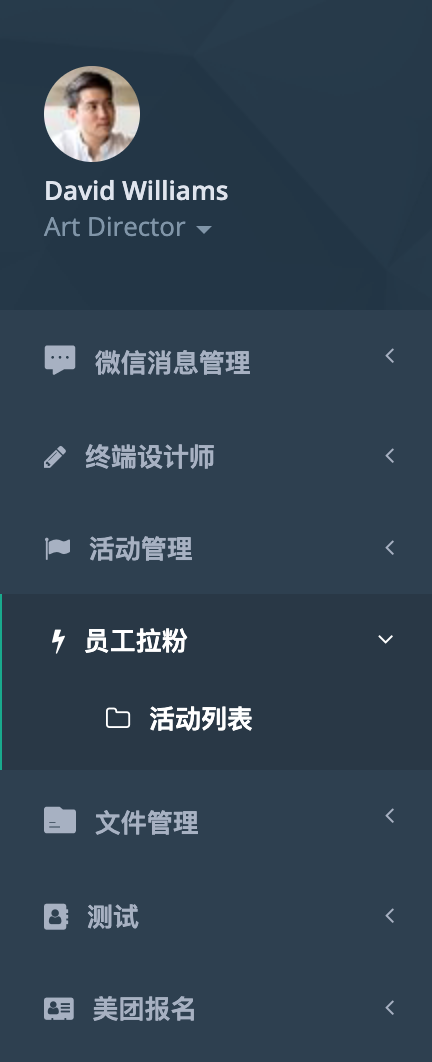 David Williams
Art Director
微信消息管理
终端设计师
活动管理
员工拉粉
活动列表
文件管理
测试
美团报名